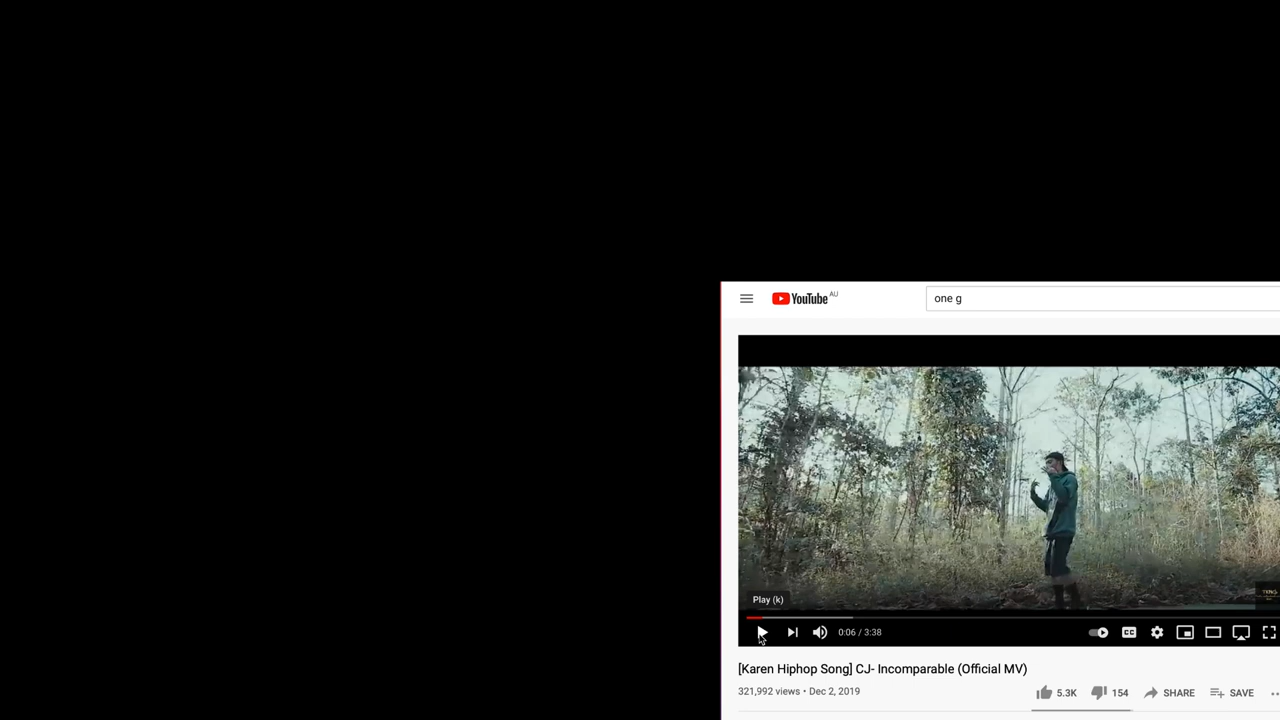 YouTube AU
one g
Play (k)
0:06 / 3:38
CC
[Karen Hiphop Song] CJ- Incomparable (Official MV)
321,992 views • Dec 2, 2019
5.3K 154 SHARE SAVE